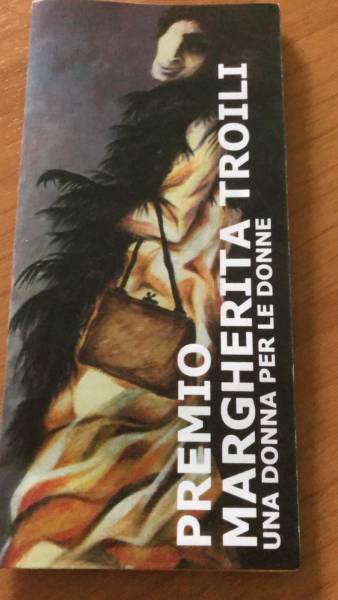 PREMIO
MARGHERITA TROILI
UNA DONNA PER LE DONNE